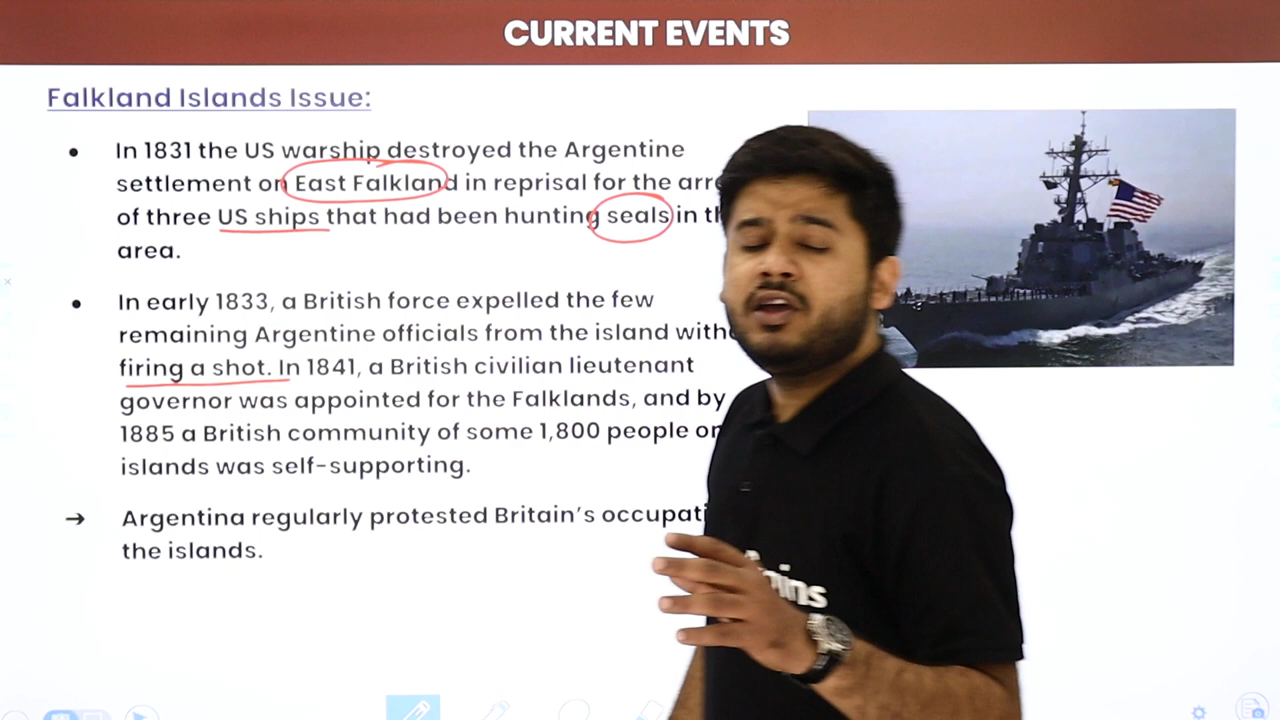 CURRENT EVENTS
Falkland Islands Issue:
• In 1831 the US warship destroyed the Argentine
settlement on East Falkland in reprisal for the
of three US ships that had been hunting seals in
area.
• In early 1833, a British force expelled the few
remaining Argentine officials from the island
firing a shot. In 1841, a British civilian lieutenant
governor was appointed for the Falklands, and by
1885 a British community of some 1,800 people
islands was self-supporting.
→ Argentina regularly protested Britain's
the islands.